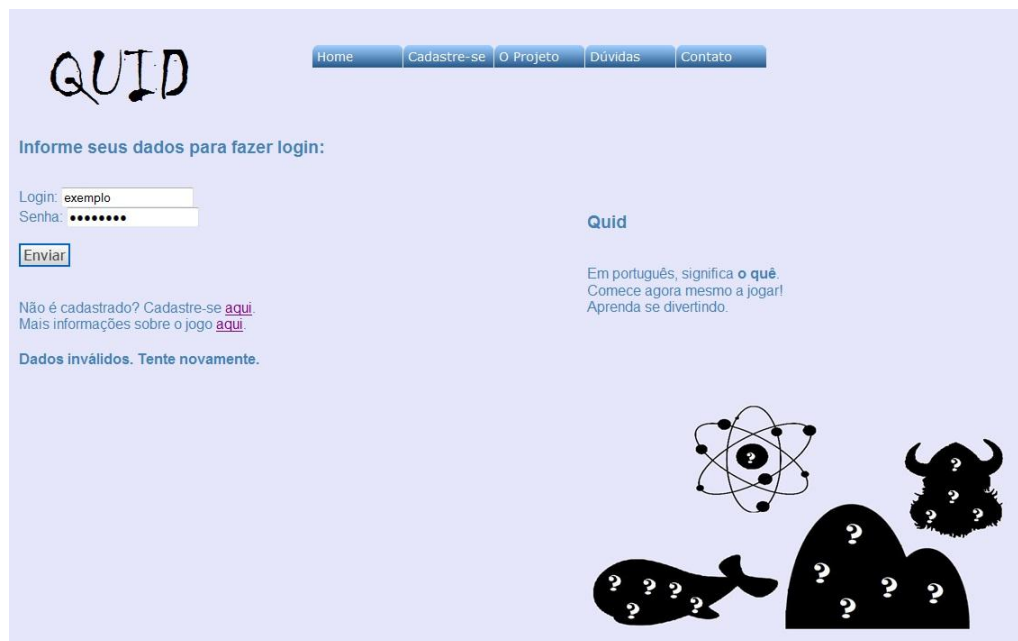 QUID
Home Cadastre-se O Projeto Dúvidas Contato
Informe seus dados para fazer login:
Login: exemplo
Senha: ••••••••
Enviar
Não é cadastrado? Cadastre-se aqui.
Mais informações sobre o jogo aqui.
Dados inválidos. Tente novamente.
Quid
Em português, significa o quê.
Comece agora mesmo a jogar!
Aprenda se divertindo.
?
? ? ? ?
? ? ? ? ?
? ? ? ? ?